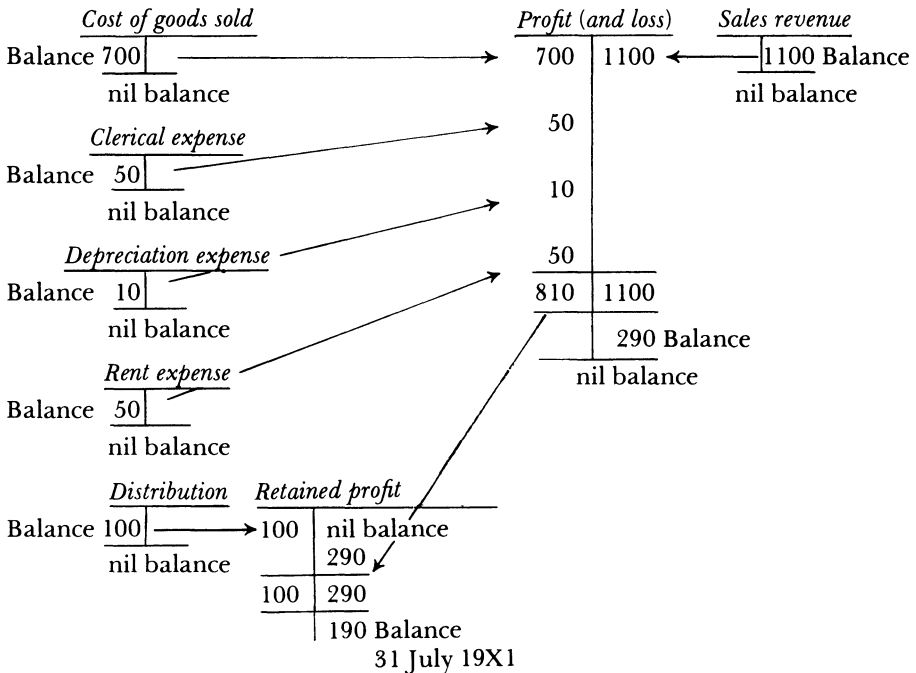 Cost of goods sold
Profit (and loss)
Sales revenue
Balance 700
700 1100
1100 Balance
nil balance
nil balance
Clerical expense
50
Balance 50
nil balance
10
Depreciation expense
50
Balance 10
810 1100
nil balance
290 Balance
nil balance
Rent expense
Balance 50
nil balance
Distribution
Retained profit
Balance 100
100 nil balance
290
nil balance
100 290
190 Balance
31 July 19X1